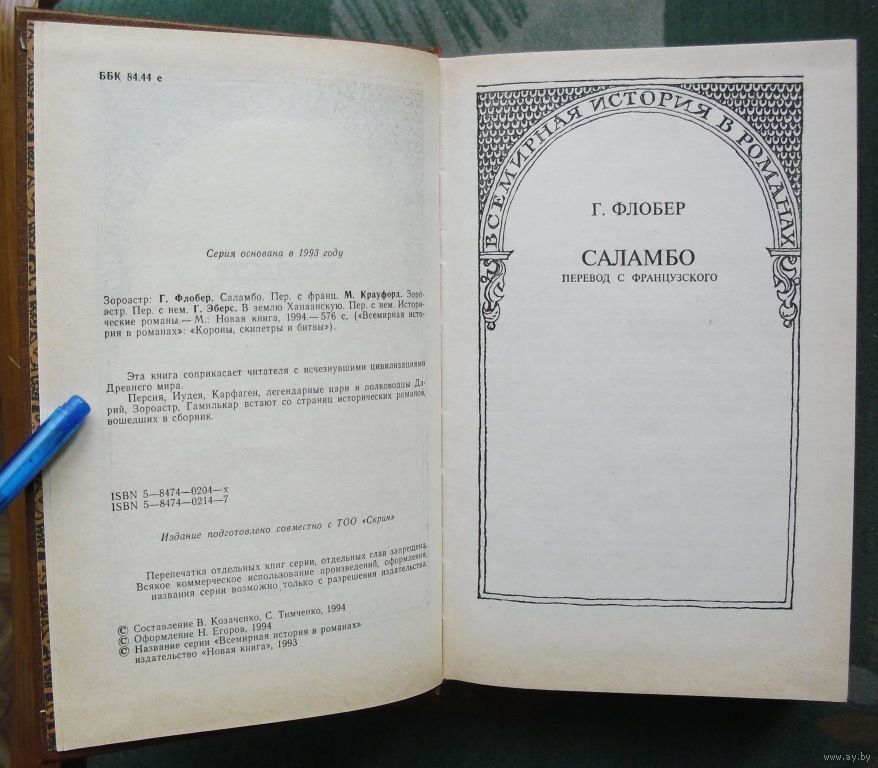 ББК 84.44 е
Серия основана в 1993 году
Зороастр: Г. Флобер. Саламбо. Пер. с франц. М. Крауфорд. Зоро-
астр. Пер. с нем. Г. Эберс. В землю Ханаанскую. Пер. с нем. Истори-
ческие романы.— М.: Новая книга, 1994.— 576 с. («Всемирная исто-
рия в романах»: «Короны, скипетры и битвы»).
Эта книга соприкасает читателя с исчезнувшими цивилизациями
Древнего мира.
Персия, Иудея, Карфаген, легендарные цари и полководцы Да-
рий, Зороастр, Гамилькар встают со страниц исторических романов,
вошедших в сборник.
ISBN 5—8474—0204—х
ISBN 5—8474—0214—7
Издание подготовлено совместно с ТОО «Скрин»
Перепечатка отдельных книг серии, отдельных глав запрещена.
Всякое коммерческое использование произведений, оформления,
названия серии возможно только с разрешения издательства.
© Составление В. Козаченко, С. Тимченко, 1994
© Оформление Н. Егоров, 1994
© Название серии «Всемирная история в романах»
издательство «Новая книга», 1993
ВСЕМИРНАЯ ИСТОРИЯ В РОМАНАХ
Г. ФЛОБЕР
САЛАМБО
ПЕРЕВОД С ФРАНЦУЗСКОГО
www.ay.by